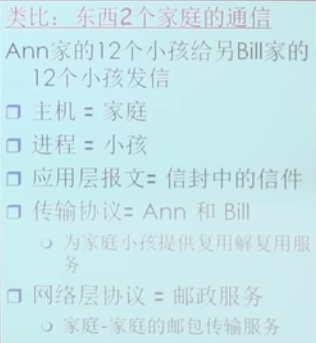 类比：东西2个家庭的通信
Ann家的12个小孩给另Bill家的
12个小孩发信
主机 = 家庭
进程 = 小孩
应用层报文= 信封中的信件
传输协议= Ann 和 Bill
为家庭小孩提供复用解复用服
务
网络层协议 = 邮政服务
家庭-家庭的邮包传输服务